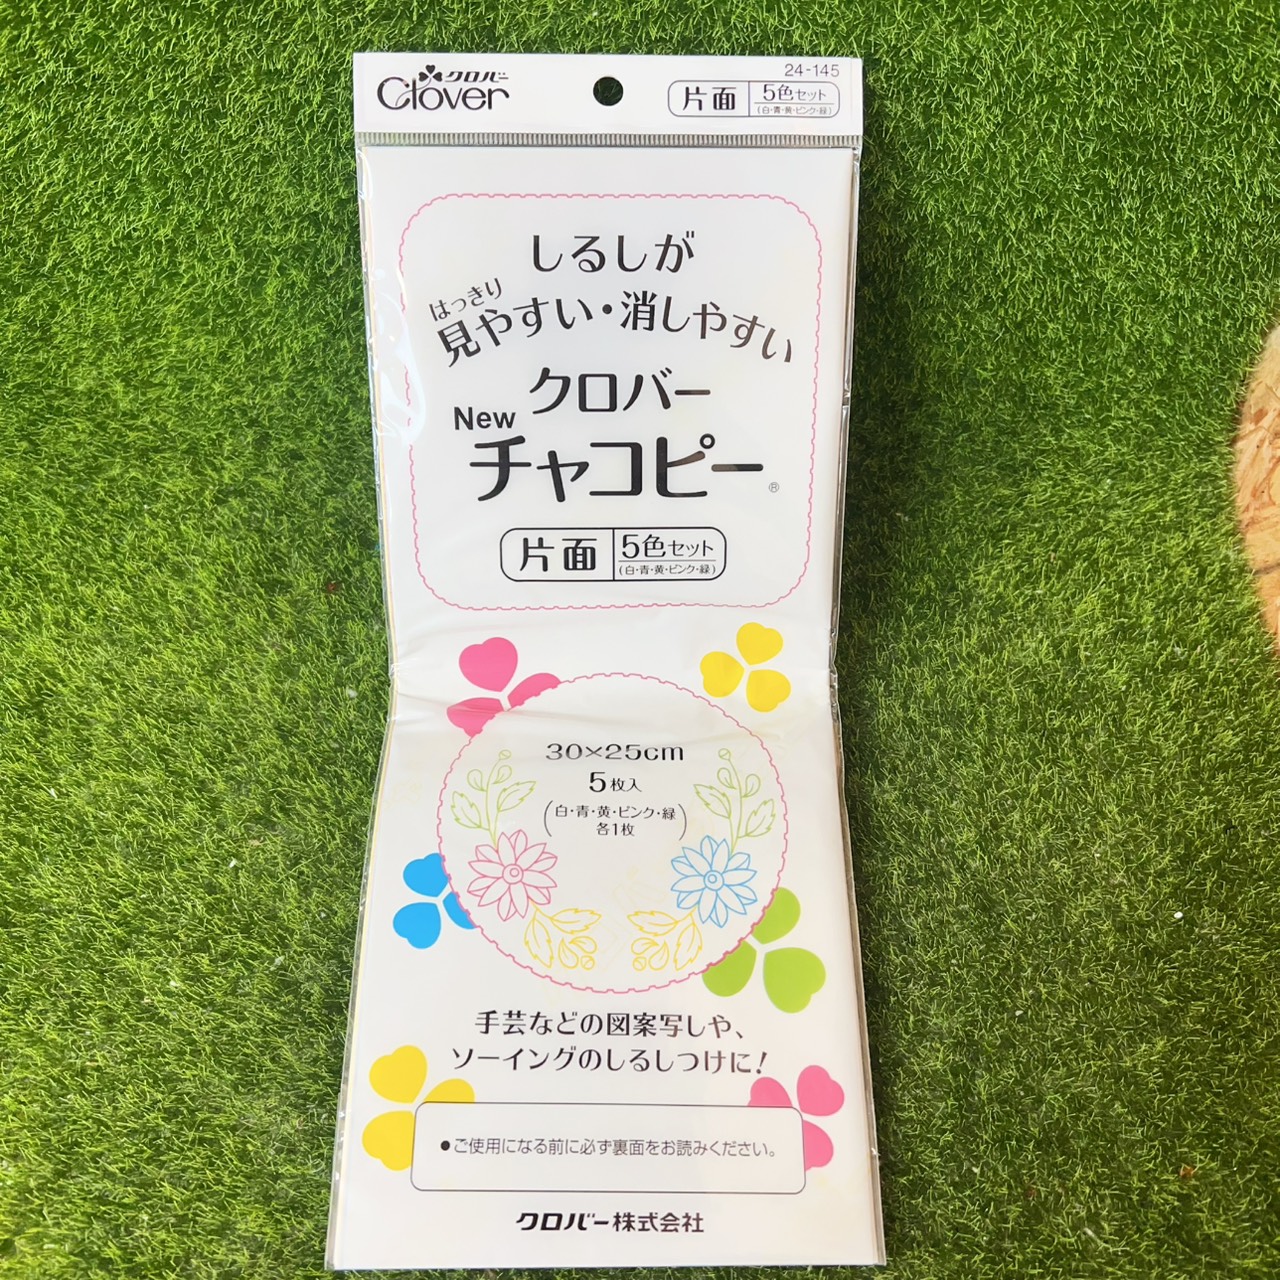 クロバー
Clover
24-145
片面
5色セット
(白・青・黄・ピンク・緑)
しるしが
はっきり
見やすい・消しやすい
クロバー
New
チャコピー®
片面
5色セット
(白・青・黄・ピンク・緑)
30×25cm
5枚入
(白・青・黄・ピンク・緑
各1枚)
手芸などの図案写しや、
ソーイングのしるしつけに!
●ご使用になる前に必ず裏面をお読みください。
クロバー株式会社